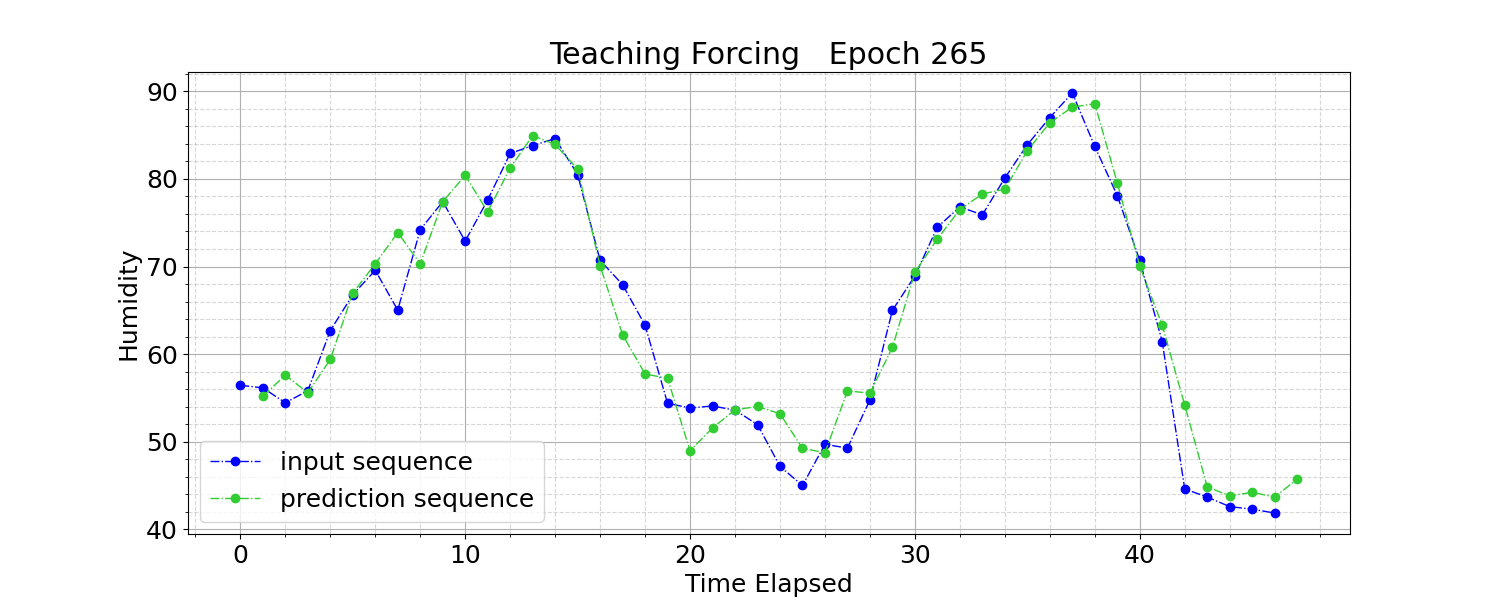 Teaching Forcing   Epoch 265
90
80
70
60
50
40
Humidity
input sequence
prediction sequence
0 10 20 30 40
Time Elapsed